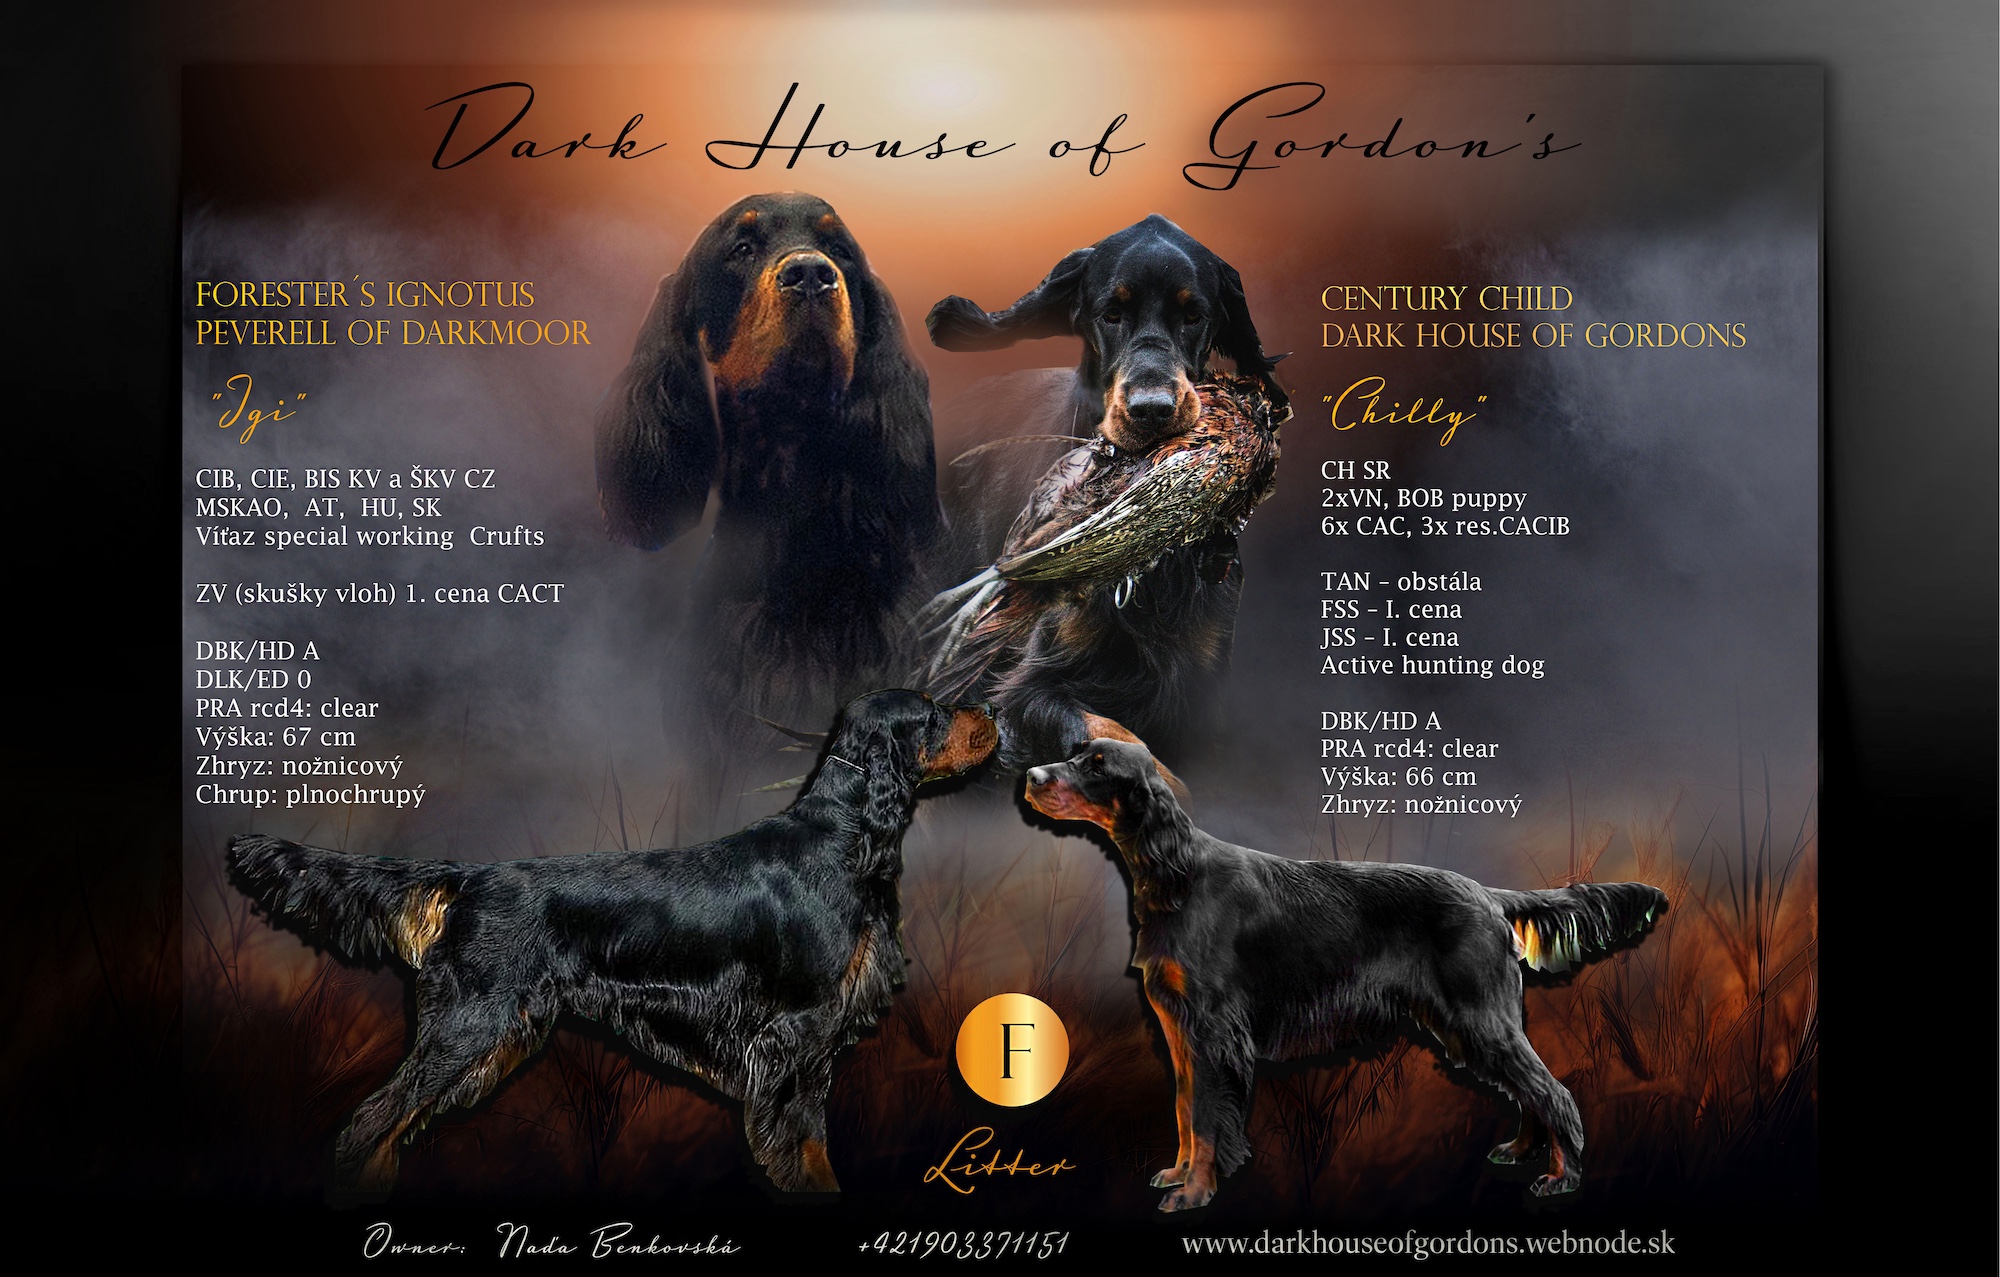 Dark House of Gordon's
FORESTER´S IGNOTUS
PEVERELL OF DARKMOOR
"Igi"
CIB, CIE, BIS KV a ŠKV CZ
MSKAO, AT, HU, SK
Víťaz special working Crufts
ZV (skušky vloh) 1. cena CACT
DBK/HD A
DLK/ED 0
PRA rcd4: clear
Výška: 67 cm
Zhryz: nožnicový
Chrup: plnochrupý
CENTURY CHILD
DARK HOUSE OF GORDONS
"Chilly"
CH SR
2xVN, BOB puppy
6x CAC, 3x res.CACIB
TAN – obstála
FSS – I. cena
JSS – I. cena
Active hunting dog
DBK/HD A
PRA rcd4: clear
Výška: 66 cm
Zhryz: nožnicový
F
Litter
Owner: Naďa Benkovská +421903371151 www.darkhouseofgordons.webnode.sk